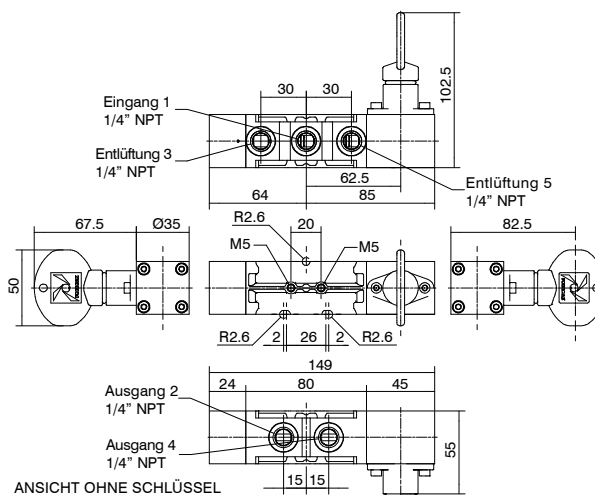 102.5
30 30
Eingang 1
1/4" NPT
Entlüftung 3
1/4" NPT
62.5
Entlüftung 5
1/4" NPT
64 85
67.5 Ø35
R2.6
20
82.5
M5 M5
50
R2.6 R2.6
2 26 2
149
24 80 45
Ausgang 2
1/4" NPT
Ausgang 4
1/4" NPT
55
15 15
ANSICHT OHNE SCHLÜSSEL